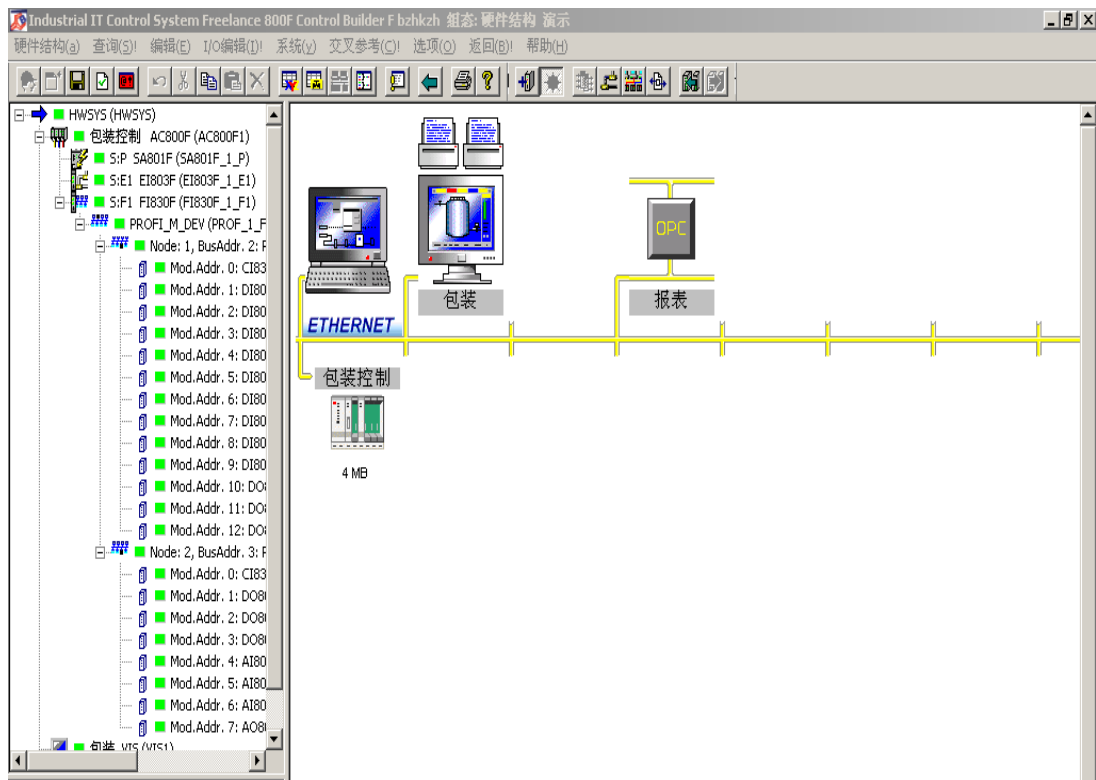 Industrial IT Control System Freelance 800F Control Builder F bzhkzh 组态: 硬件结构 演示
硬件结构(a) 查询(S)! 编辑(E) I/O编辑(I)! 系统(y) 交叉参考(C)! 选项(O) 返回(B)! 帮助(H)
HWSYS (HWSYS)
包装控制 AC800F (AC800F1)
S:P SA801F (SA801F_1_P)
S:E1 EI803F (EI803F_1_E1)
S:F1 FI830F (FI830F_1_F1)
PROFI_M_DEV (PROF_1_F
Node: 1, BusAddr. 2: P
Mod.Addr. 0: CI83
Mod.Addr. 1: DI80
Mod.Addr. 2: DI80
Mod.Addr. 3: DI80
Mod.Addr. 4: DI80
Mod.Addr. 5: DI80
Mod.Addr. 6: DI80
Mod.Addr. 7: DI80
Mod.Addr. 8: DI80
Mod.Addr. 9: DI80
Mod.Addr. 10: DO8
Mod.Addr. 11: DO8
Mod.Addr. 12: DO8
Node: 2, BusAddr. 3: P
Mod.Addr. 0: CI83
Mod.Addr. 1: DO80
Mod.Addr. 2: DO80
Mod.Addr. 3: DO80
Mod.Addr. 4: AI80
Mod.Addr. 5: AI80
Mod.Addr. 6: AI80
Mod.Addr. 7: AO80
包装 VIS (VIS1)
OPC
包装
报表
ETHERNET
包装控制
4 MB